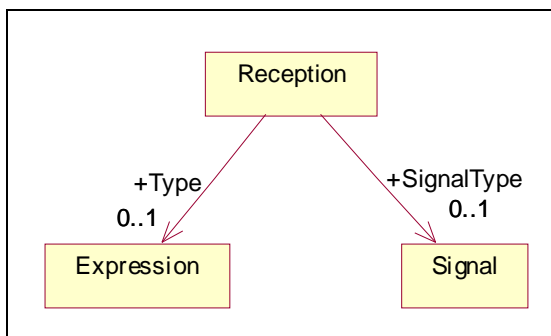 Reception
+Type
+SignalType
0..1
0..1
Expression
Signal